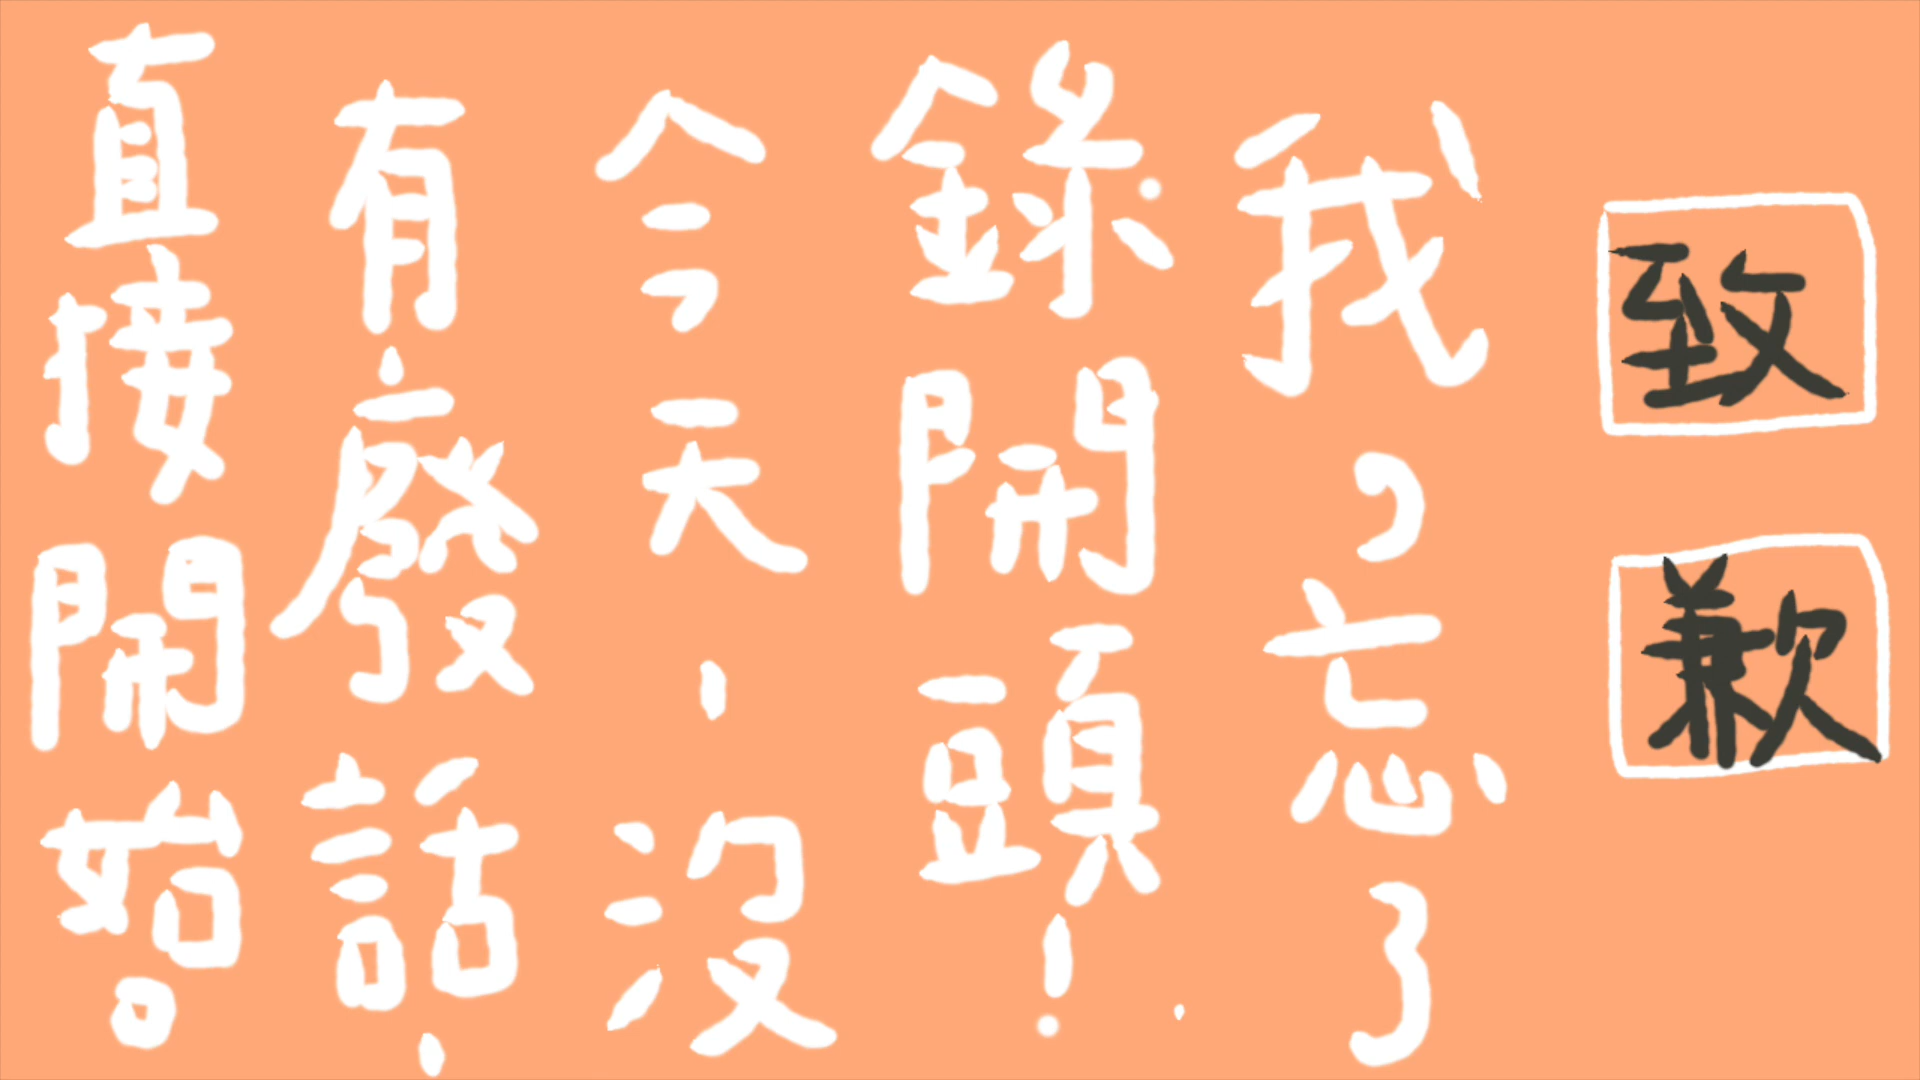 致歉
我,忘了
錄開頭!
今天,沒
有廢話,
直接開始。